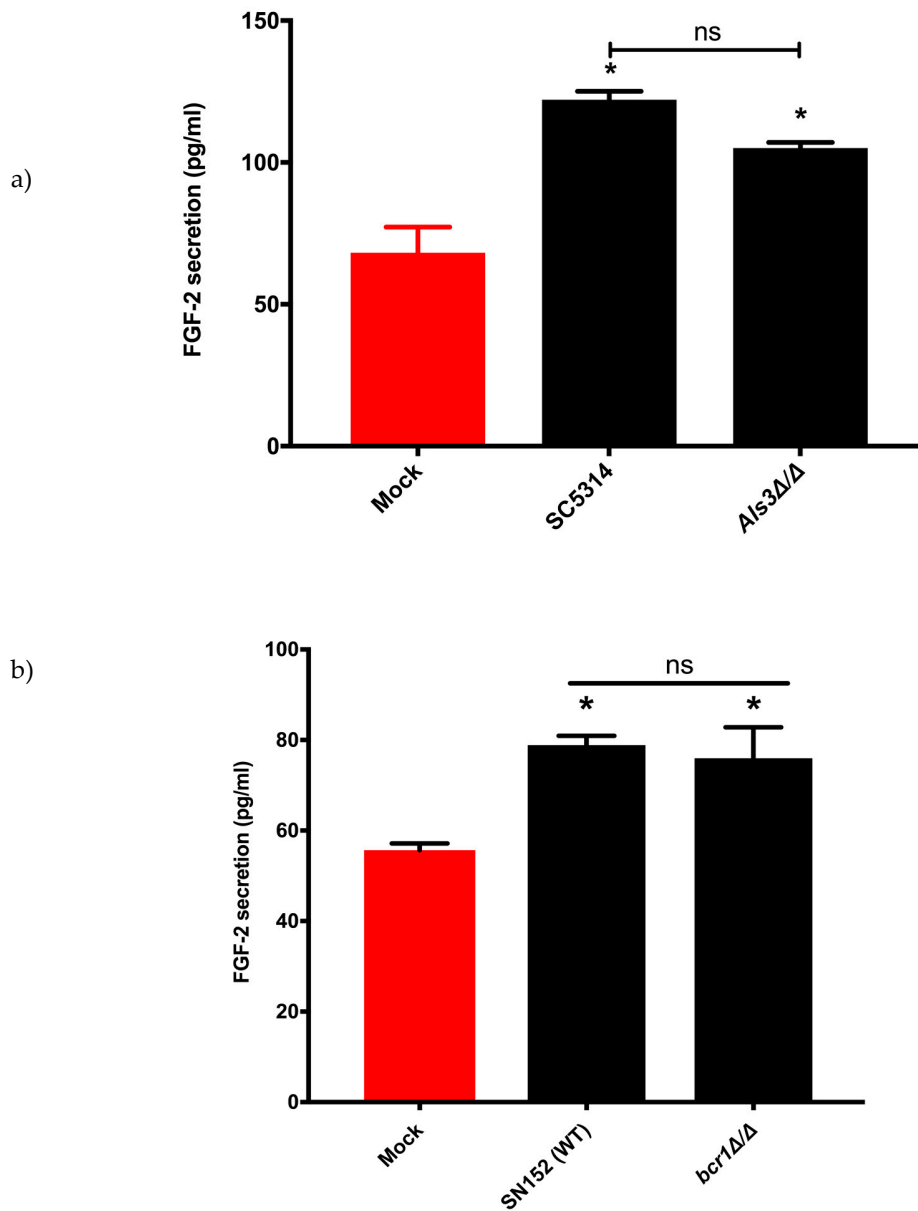 a)
FGF-2 secretion (pg/ml)
150
100
50
0
ns
*
*
Mock
SC5314
Als3Δ/Δ
b)
FGF-2 secretion (pg/ml)
100
80
60
40
20
0
ns
*
*
Mock
SN152 (WT)
bcr1Δ/Δ